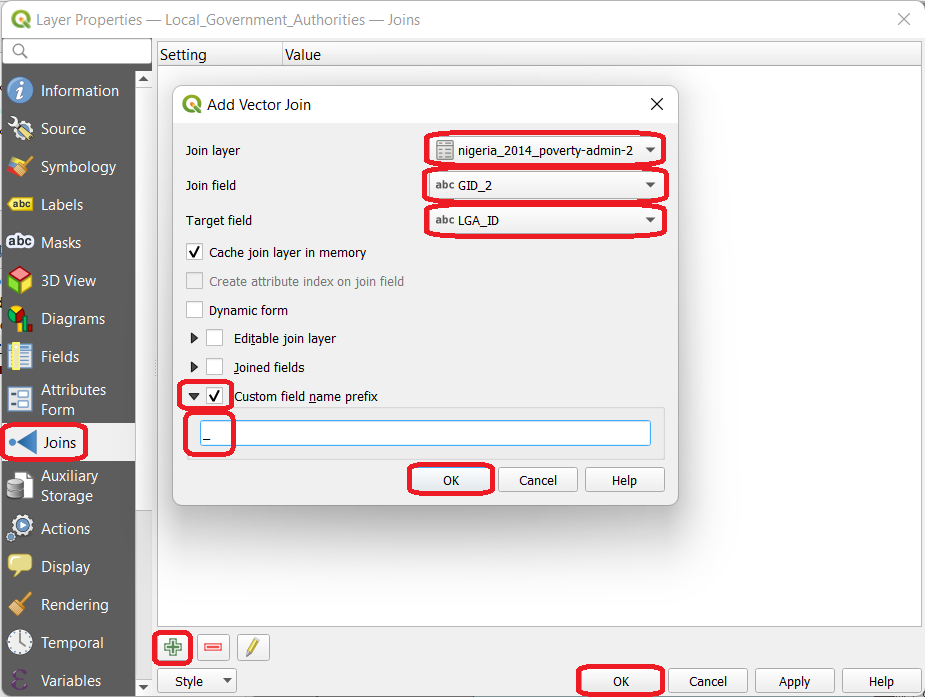 Layer Properties — Local_Government_Authorities — Joins
Information
Source
Symbology
abc Labels
abc Masks
3D View
Diagrams
Fields
Attributes
Form
Joins
Auxiliary
Storage
Actions
Display
Rendering
Temporal
Variables
Setting Value
Add Vector Join
Join layer nigeria_2014_poverty-admin-2
Join field abc GID_2
Target field abc LGA_ID
Cache join layer in memory
Create attribute index on join field
Dynamic form
Editable join layer
Joined fields
Custom field name prefix
_
OK Cancel Help
Style OK Cancel Apply Help